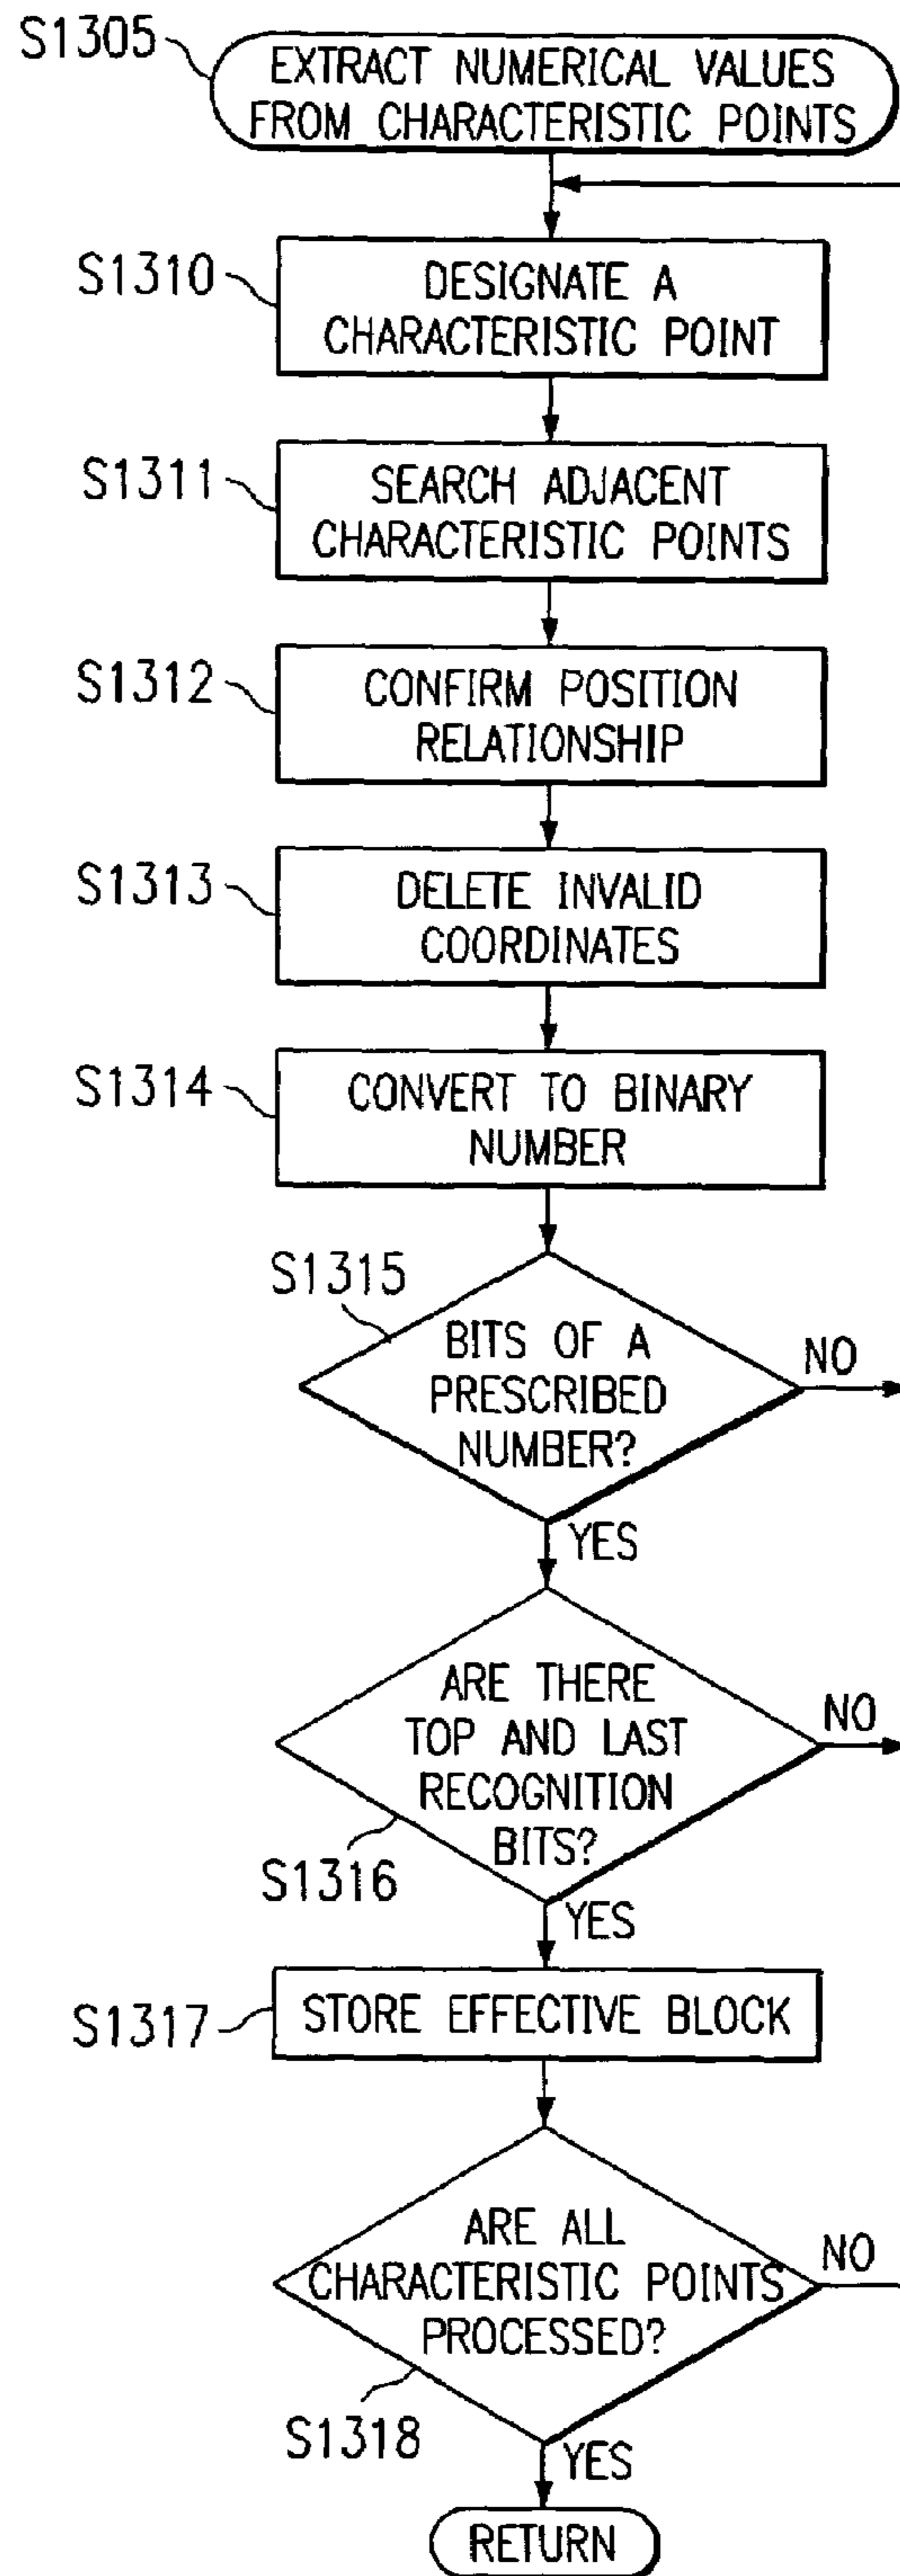 S1305
EXTRACT NUMERICAL VALUES
FROM CHARACTERISTIC POINTS
S1310
DESIGNATE A
CHARACTERISTIC POINT
S1311
SEARCH ADJACENT
CHARACTERISTIC POINTS
S1312
CONFIRM POSITION
RELATIONSHIP
S1313
DELETE INVALID
COORDINATES
S1314
CONVERT TO BINARY
NUMBER
S1315
BITS OF A
PRESCRIBED
NUMBER?
NO
YES
ARE THERE
TOP AND LAST
RECOGNITION
BITS?
NO
S1316
YES
S1317
STORE EFFECTIVE BLOCK
ARE ALL
CHARACTERISTIC POINTS
PROCESSED?
NO
S1318
YES
RETURN